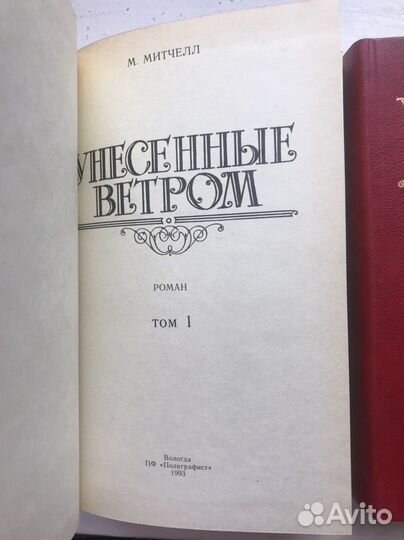 М. МИТЧЕЛЛ
УНЕСЕННЫЕ
ВЕТРОМ
РОМАН
ТОМ 1
Вологда
ПФ «Полиграфист»
1993
У
Avito